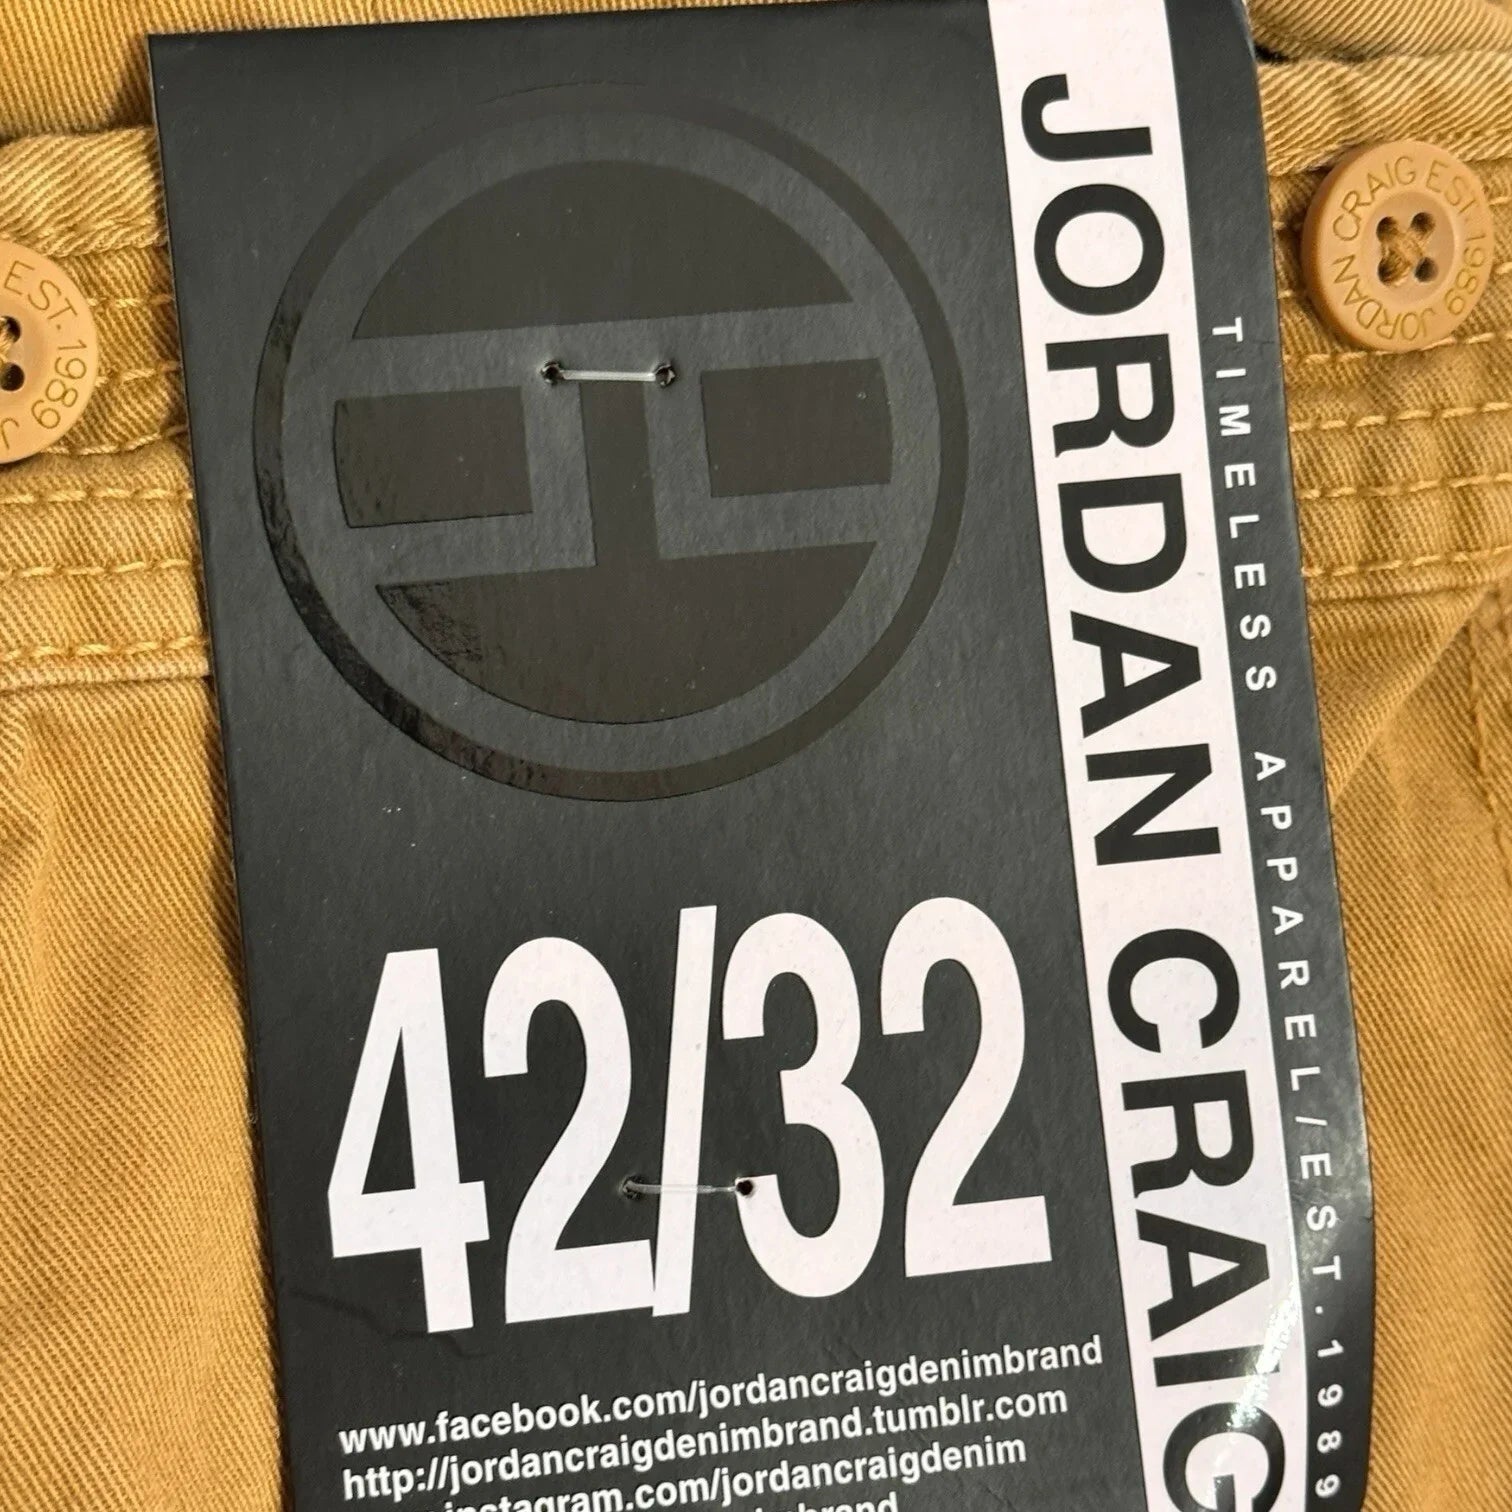 JORDAN CRAIG
TIMELESS APPAREL/EST.1989
42/32
www.facebook.com/jordancraigdenimbrand
http://jordancraigdenimbrand.tumblr.com
instagram.com/jordancraigdenim
EST. 1989
J
JORDAN CRAIG EST. 1989